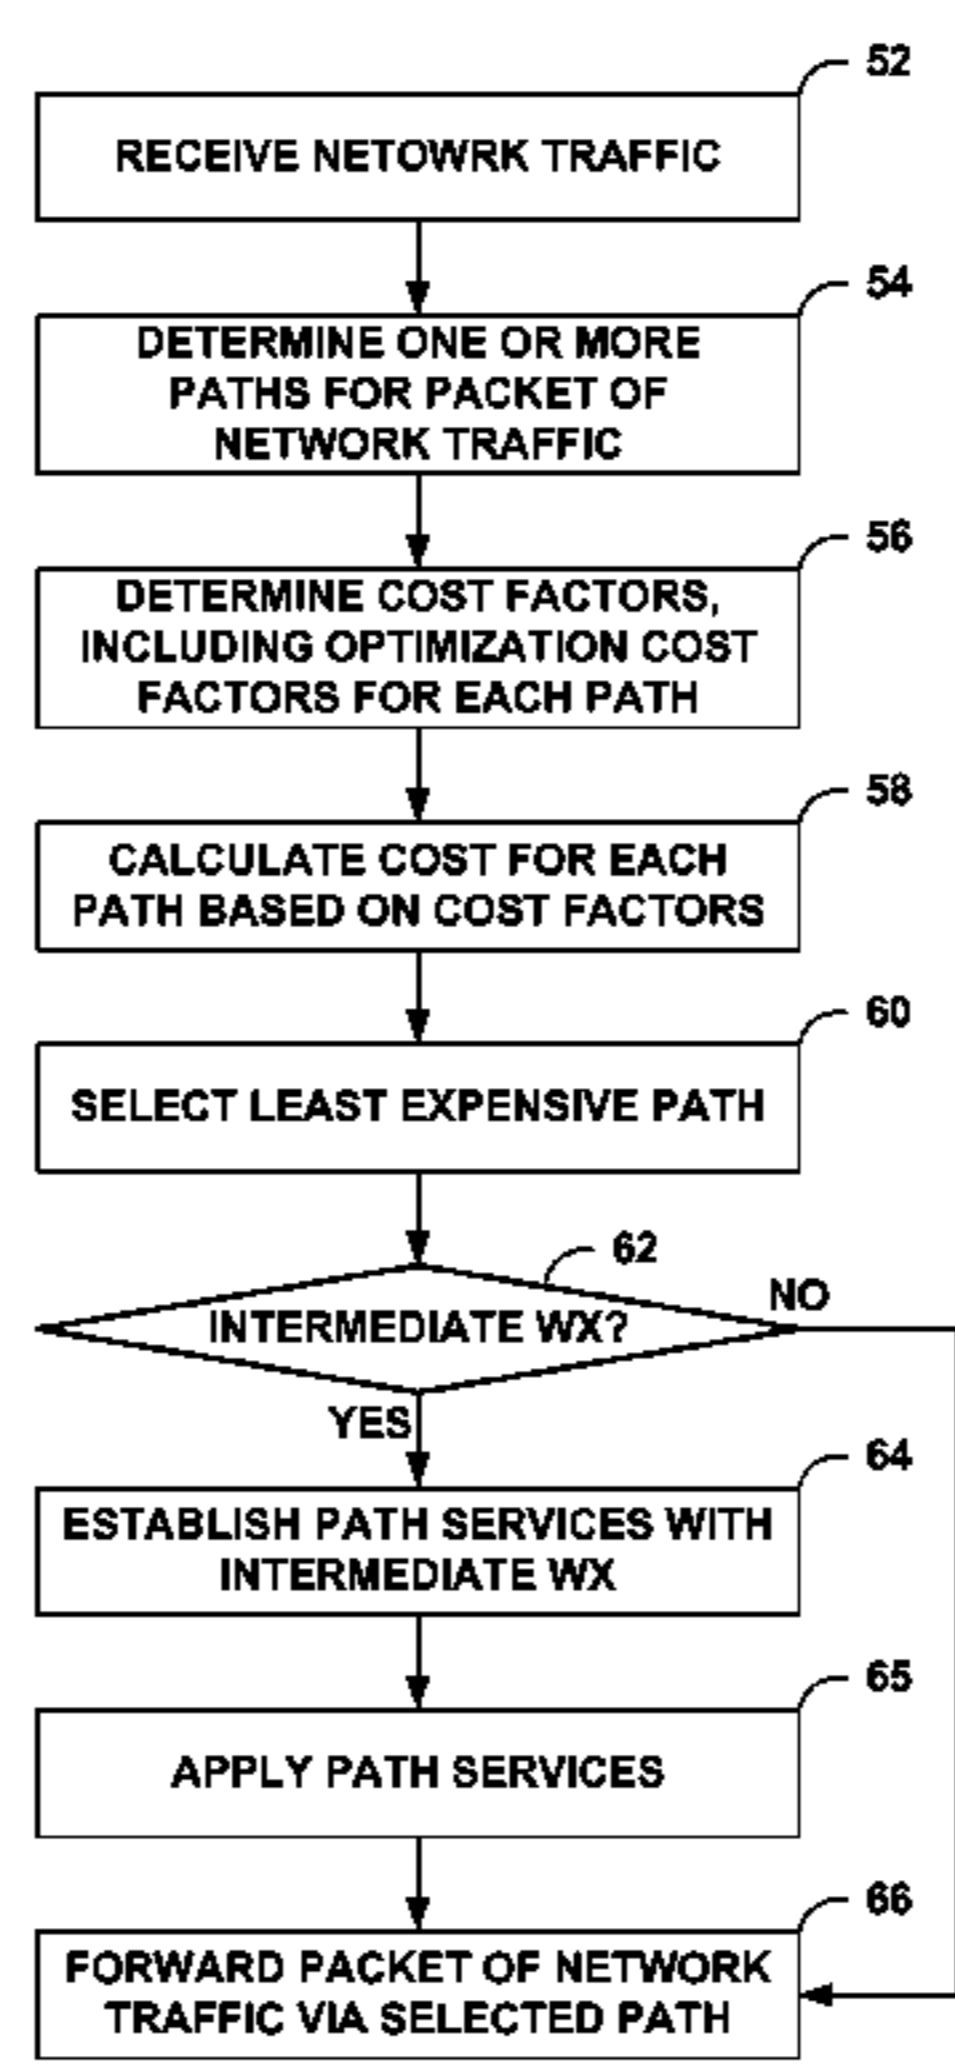 52
RECEIVE NETOWRK TRAFFIC
54
DETERMINE ONE OR MORE
PATHS FOR PACKET OF
NETWORK TRAFFIC
56
DETERMINE COST FACTORS,
INCLUDING OPTIMIZATION COST
FACTORS FOR EACH PATH
58
CALCULATE COST FOR EACH
PATH BASED ON COST FACTORS
60
SELECT LEAST EXPENSIVE PATH
62
NO
INTERMEDIATE WX?
YES
64
ESTABLISH PATH SERVICES WITH
INTERMEDIATE WX
65
APPLY PATH SERVICES
66
FORWARD PACKET OF NETWORK
TRAFFIC VIA SELECTED PATH